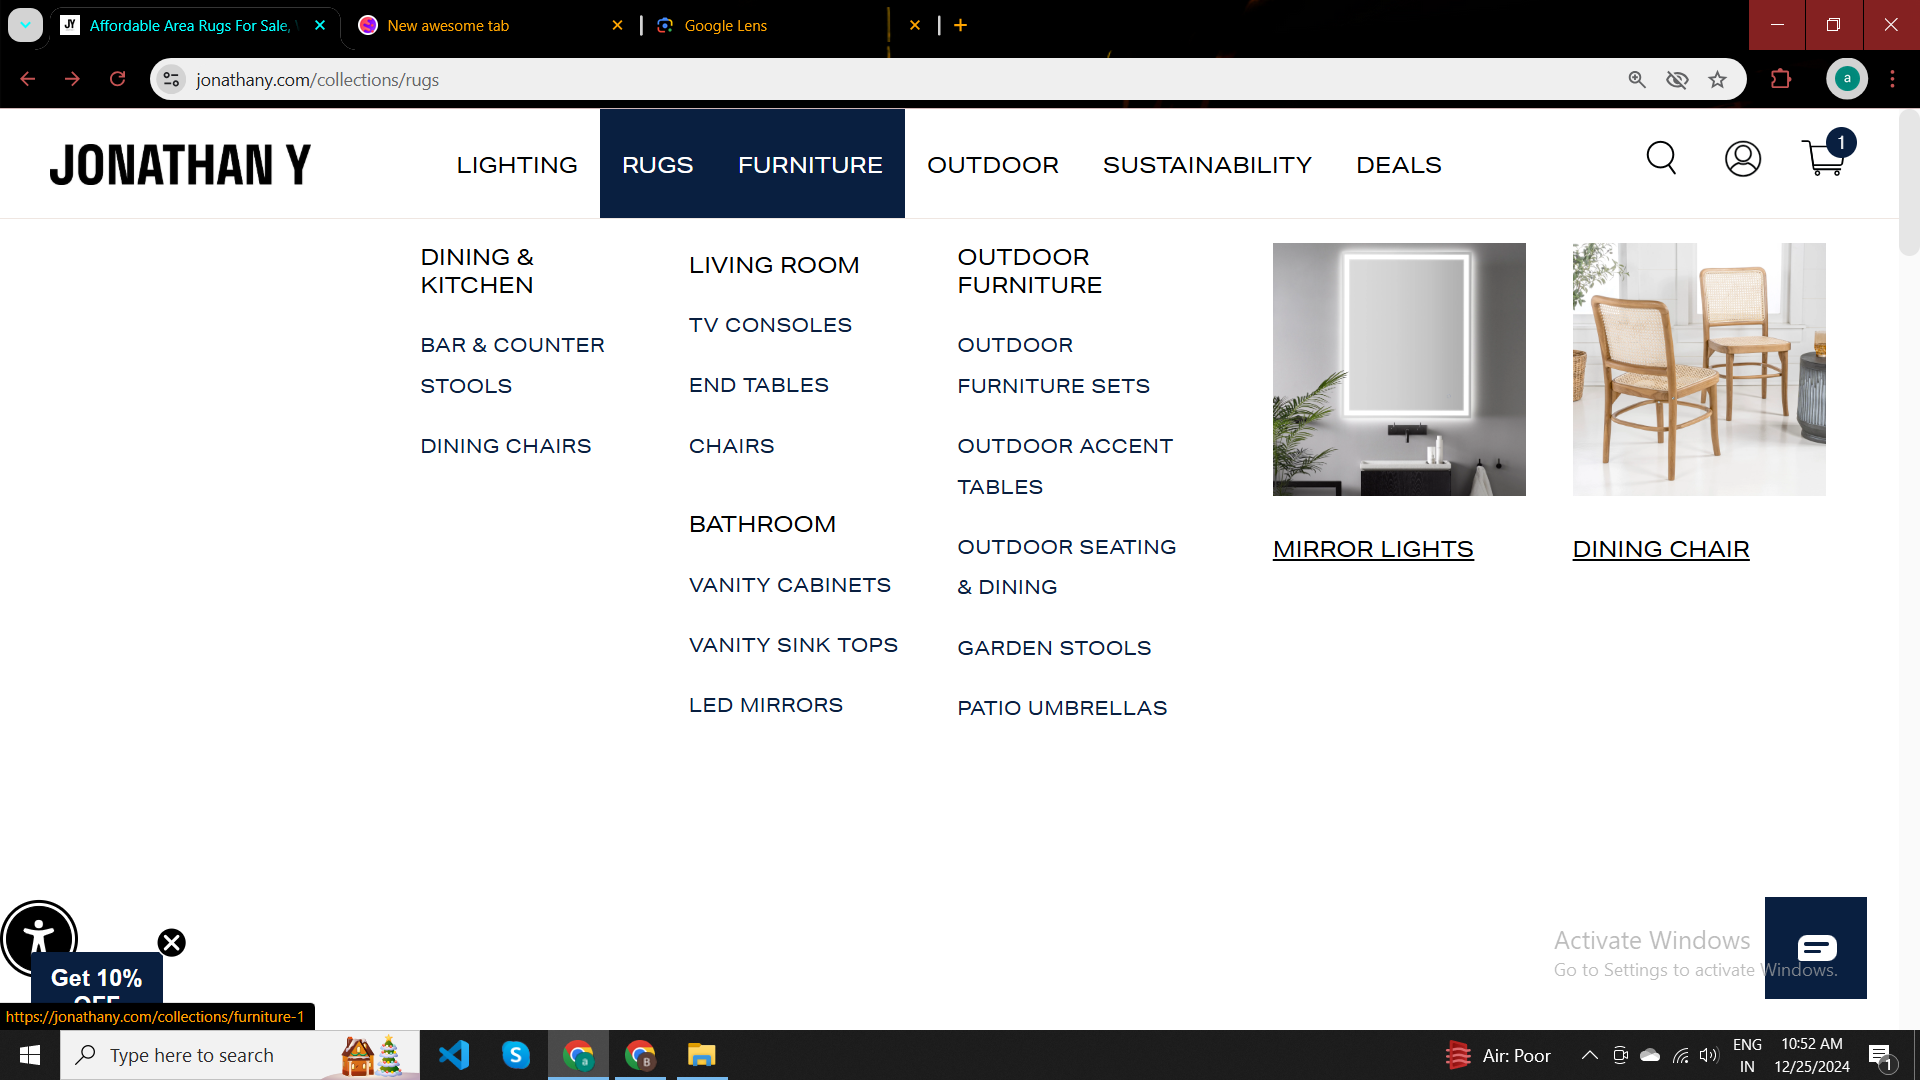 JY
Affordable Area Rugs For Sale,
New awesome tab
Google Lens
jonathany.com/collections/rugs
a
JONATHAN Y
LIGHTING
RUGS
FURNITURE
OUTDOOR
SUSTAINABILITY
DEALS
1
DINING &
KITCHEN
BAR & COUNTER
STOOLS
DINING CHAIRS
LIVING ROOM
TV CONSOLES
END TABLES
CHAIRS
BATHROOM
VANITY CABINETS
VANITY SINK TOPS
LED MIRRORS
OUTDOOR
FURNITURE
OUTDOOR
FURNITURE SETS
OUTDOOR ACCENT
TABLES
OUTDOOR SEATING
& DINING
GARDEN STOOLS
PATIO UMBRELLAS
MIRROR LIGHTS
DINING CHAIR
Get 10%
OFF
Activate Windows
Go to Settings to activate Windows.
https://jonathany.com/collections/furniture-1
Type here to search
S
a
B
Air: Poor
ENG
IN
10:52 AM
12/25/2024
1